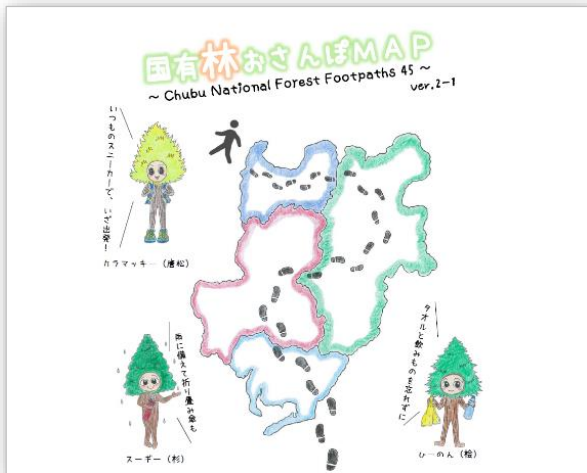 国有林おさんぽMAP
~ Chubu National Forest Footpaths 45 ~
ver.2-1
いつものスニーカーで、いざ出発!
カラマッキー (唐松)
雨に備えて折り畳み傘も
スーギー (杉)
タオルと飲みものも忘れずに
ひーのん (桧)